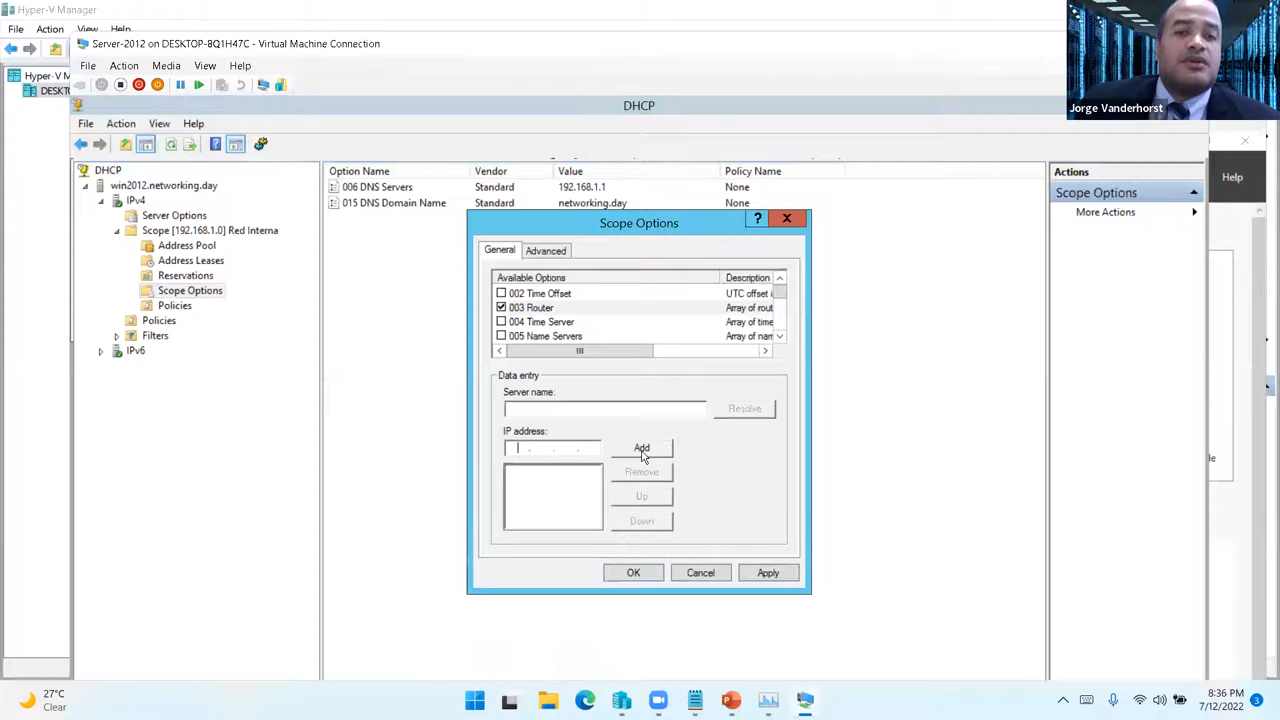 Hyper-V Manager
File Action View Help
Hyper-V M
DESKT
Server-2012 on DESKTOP-8Q1H47C - Virtual Machine Connection
File Action Media View Help
DHCP
File Action View Help
DHCP
win2012.networking.day
IPv4
Server Options
Scope [192.168.1.0] Red Interna
Address Pool
Address Leases
Reservations
Scope Options
Policies
Policies
Filters
IPv6
Option Name Vendor Value Policy Name
006 DNS Servers Standard 192.168.1.1 None
015 DNS Domain Name Standard networking.day None
Scope Options
General Advanced
Available Options Description
002 Time Offset UTC offset i
003 Router Array of rout
004 Time Server Array of time
005 Name Servers Array of nam
Data entry
Server name:
Resolve
IP address:
Add
Remove
Up
Down
OK Cancel Apply
Actions
Scope Options
More Actions
Jorge Vanderhorst
Help
le
27°C
Clear
8:36 PM
7/12/2022
3